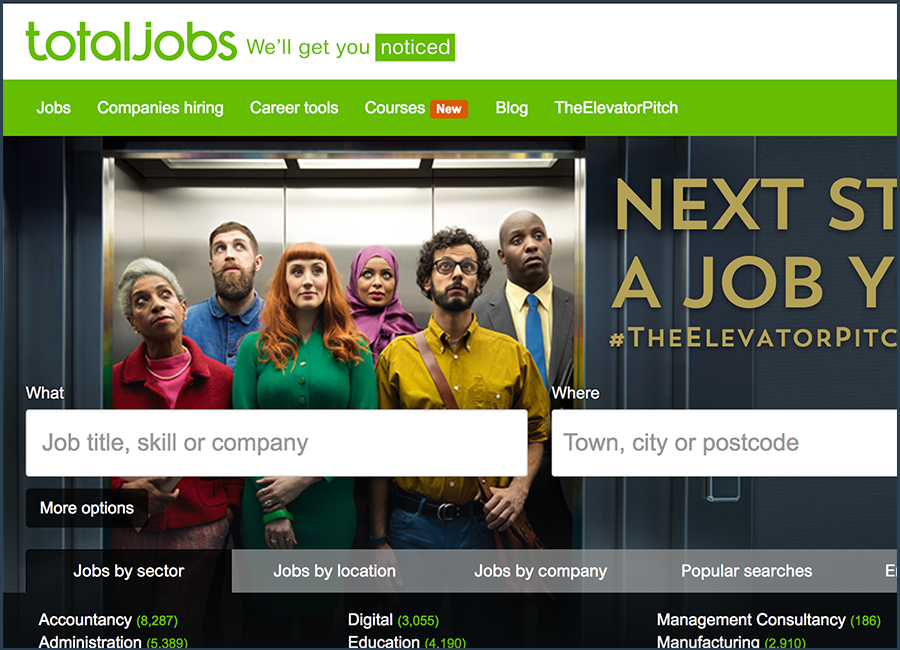 totaljobs We'll get you noticed
Jobs Companies hiring Career tools Courses New Blog TheElevatorPitch
NEXT
A JOB
What
Where
Job title, skill or company
Town, city or postcode
More options
Jobs by sector Jobs by location Jobs by company Popular searches
Accountancy (8,287) Digital (3,055) Management Consultancy (186)
Administration (5,389) Education (4,190) Manufacturing (2,910)